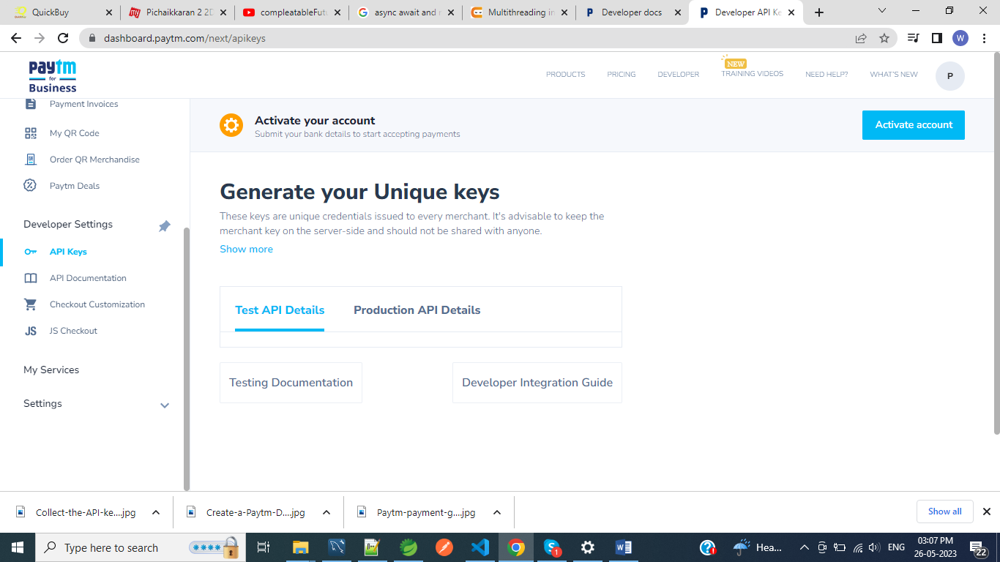 QuickBuy
Pichaikkaran 2 2D
compleatableFutu
async await and r
Multithreading in
Developer docs
Developer API Ke
dashboard.paytm.com/next/apikeys
W
paytm
for
Business
PRODUCTS
PRICING
DEVELOPER
NEW
TRAINING VIDEOS
NEED HELP?
WHAT'S NEW
P
Payment Invoices
My QR Code
Order QR Merchandise
Paytm Deals
Developer Settings
API Keys
API Documentation
Checkout Customization
JS JS Checkout
My Services
Settings
Activate your account
Submit your bank details to start accepting payments
Activate account
Generate your Unique keys
These keys are unique credentials issued to every merchant. It's advisable to keep the
merchant key on the server-side and should not be shared with anyone.
Show more
Test API Details
Production API Details
Testing Documentation
Developer Integration Guide
Collect-the-API-ke....jpg
Create-a-Paytm-D....jpg
Paytm-payment-g....jpg
Show all
Type here to search
1
Hea...
ENG
03:07 PM
26-05-2023
22